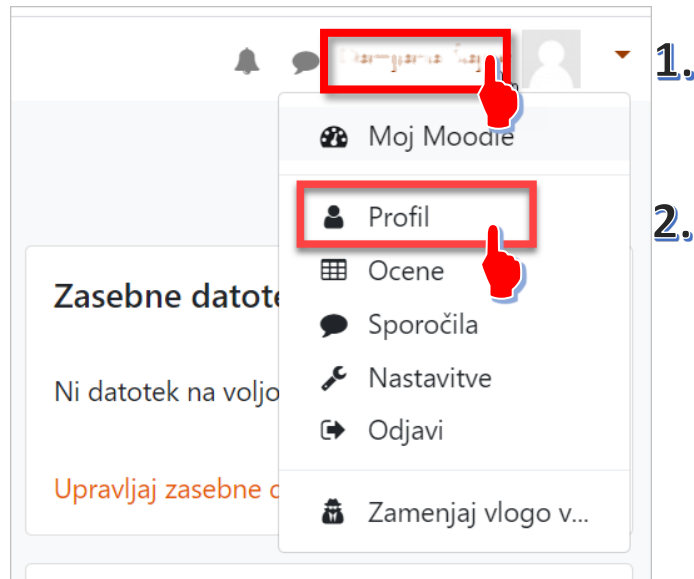 1.
Moj Moodle
Profil
2.
Ocene
Zasebne datote
Sporočila
Ni datotek na voljo
Nastavitve
Odjavi
Upravljaj zasebne d
Zamenjaj vlogo v...